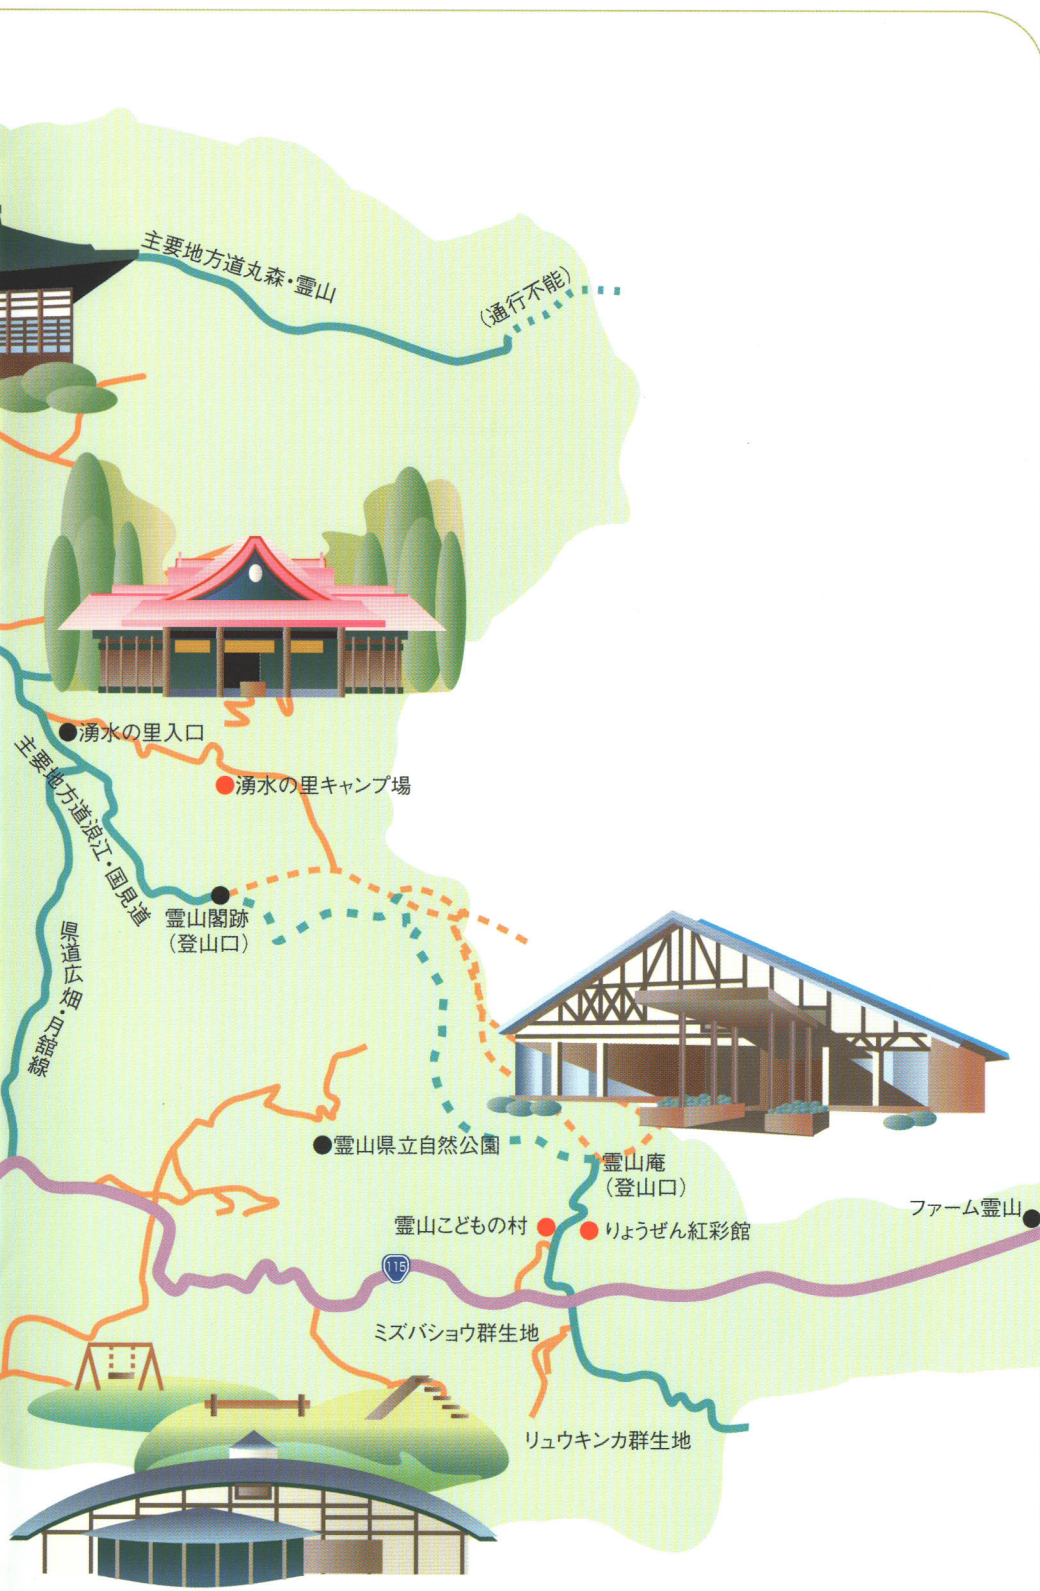 主要地方道丸森・霊山
（通行不能）
湧水の里入口
湧水の里キャンプ場
主要地方道浪江・国見道
霊山閣跡
（登山口）
県道広畑・月舘線
霊山県立自然公園
霊山庵
（登山口）
ファーム霊山
霊山こどもの村
りょうぜん紅彩館
115
ミズバショウ群生地
リュウキンカ群生地